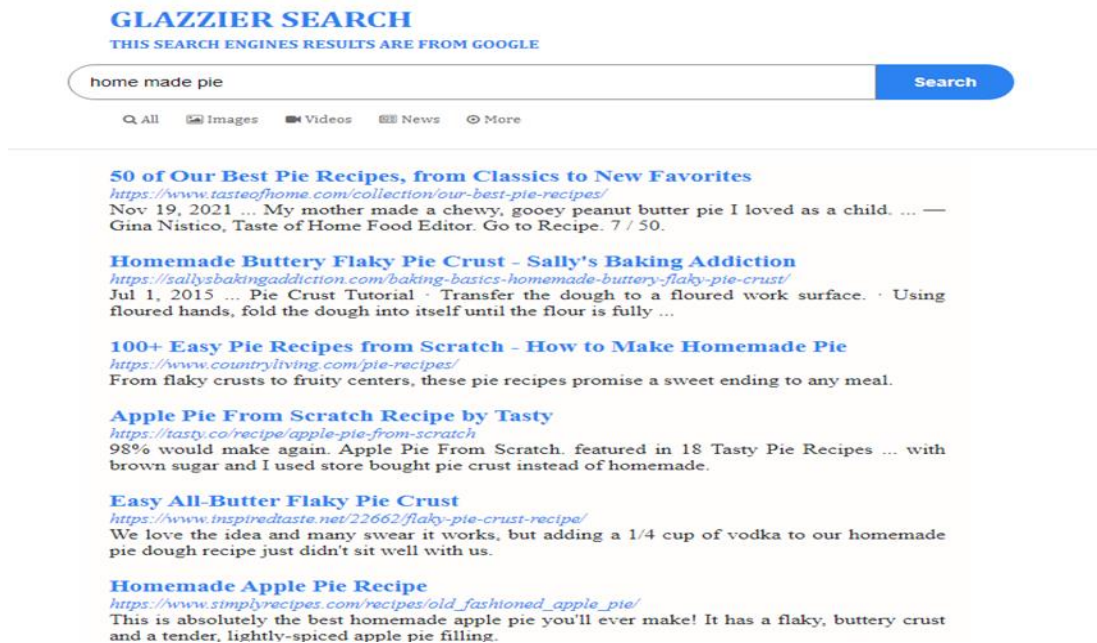 GLAZZIER SEARCH
THIS SEARCH ENGINES RESULTS ARE FROM GOOGLE
home made pie
Search
All Images Videos News More
50 of Our Best Pie Recipes, from Classics to New Favorites
https://www.tasteofhome.com/collection/our-best-pie-recipes/
Nov 19, 2021 ... My mother made a chewy, gooey peanut butter pie I loved as a child. ... —
Gina Nistico, Taste of Home Food Editor. Go to Recipe. 7 / 50.
Homemade Buttery Flaky Pie Crust - Sally's Baking Addiction
https://sallysbakingaddiction.com/baking-basics-homemade-buttery-flaky-pie-crust/
Jul 1, 2015 ... Pie Crust Tutorial · Transfer the dough to a floured work surface. · Using
floured hands, fold the dough into itself until the flour is fully ...
100+ Easy Pie Recipes from Scratch - How to Make Homemade Pie
https://www.countryliving.com/pie-recipes/
From flaky crusts to fruity centers, these pie recipes promise a sweet ending to any meal.
Apple Pie From Scratch Recipe by Tasty
https://tasty.co/recipe/apple-pie-from-scratch
98% would make again. Apple Pie From Scratch. featured in 18 Tasty Pie Recipes ... with
brown sugar and I used store bought pie crust instead of homemade.
Easy All-Butter Flaky Pie Crust
https://www.inspiredtaste.net/22662/flaky-pie-crust-recipe/
We love the idea and many swear it works, but adding a 1/4 cup of vodka to our homemade
pie dough recipe just didn't sit well with us.
Homemade Apple Pie Recipe
https://www.simplyrecipes.com/recipes/old_fashioned_apple_pie/
This is absolutely the best homemade apple pie you'll ever make! It has a flaky, buttery crust
and a tender, lightly-spiced apple pie filling.